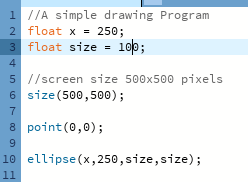 1 //A simple drawing Program
2 float x = 250;
3 float size = 100;
4
5 //screen size 500x500 pixels
6 size(500,500);
7
8 point(0,0);
9
10 ellipse(x,250,size,size);
11